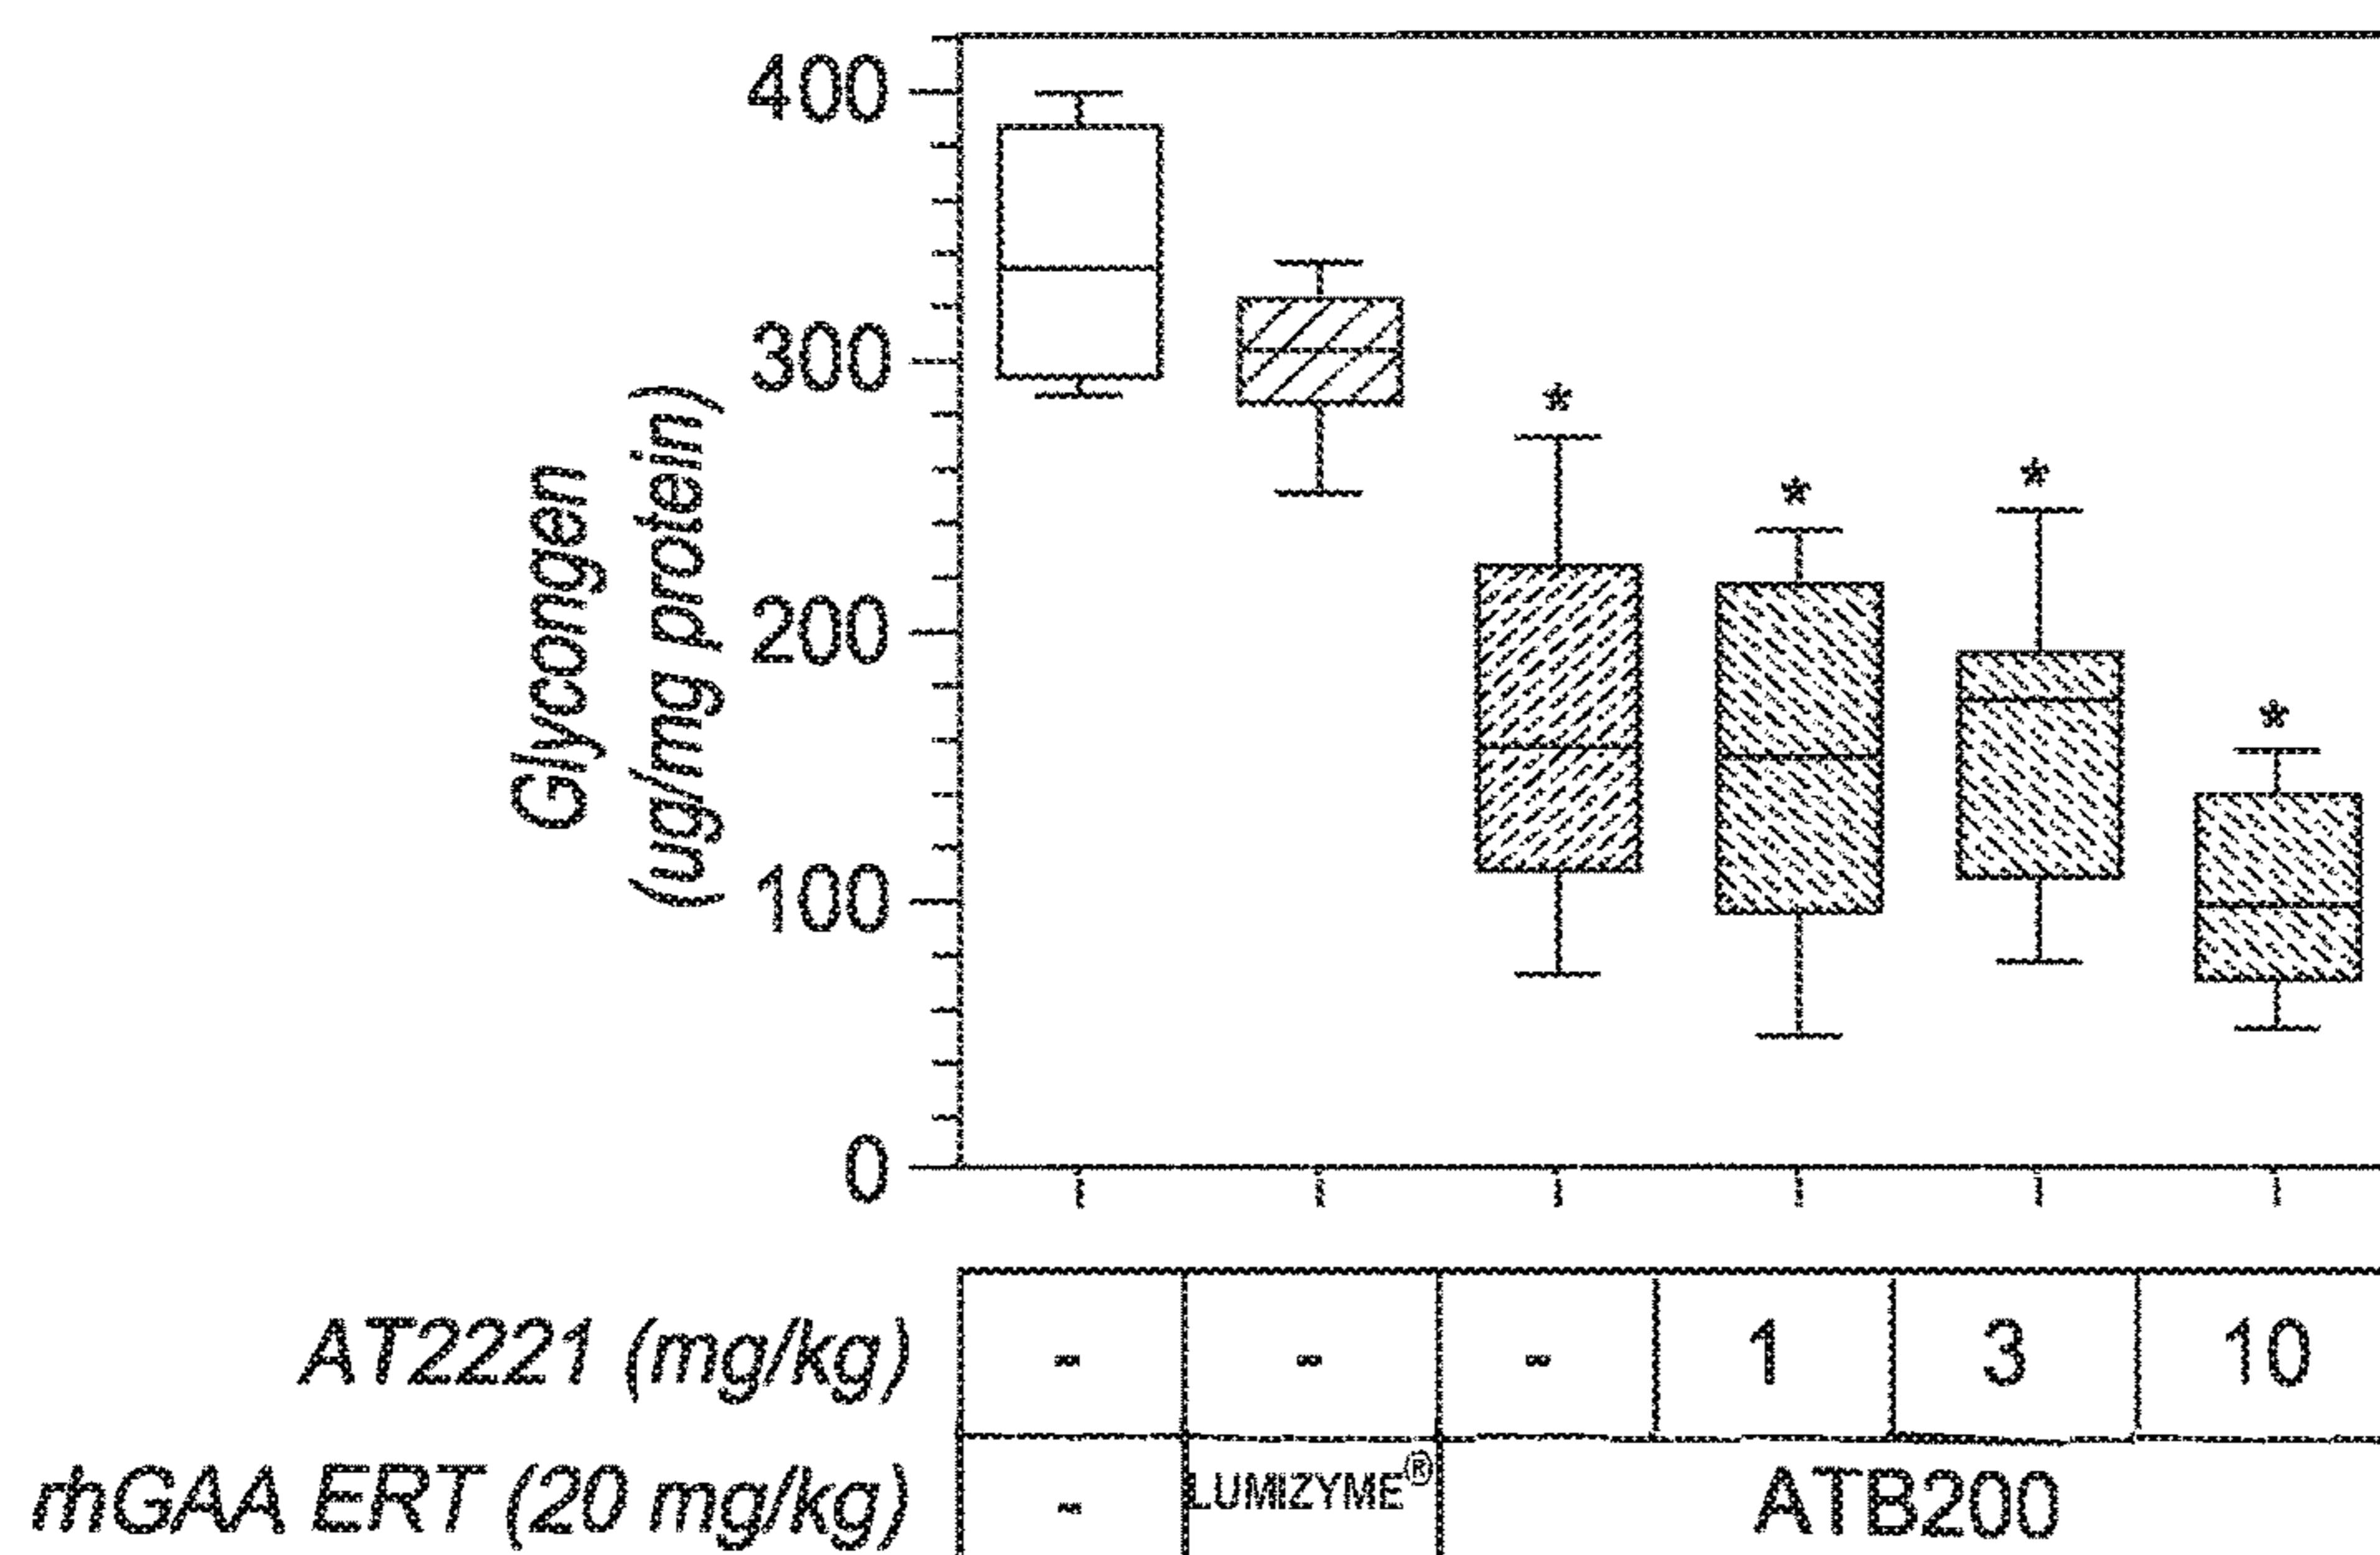 400
300
200
100
0
Glycongen
(ug/mg protein)
*
*
*
*
AT2221 (mg/kg) - - - 1 3 10
rhGAA ERT (20 mg/kg) - LUMIZYME® ATB200